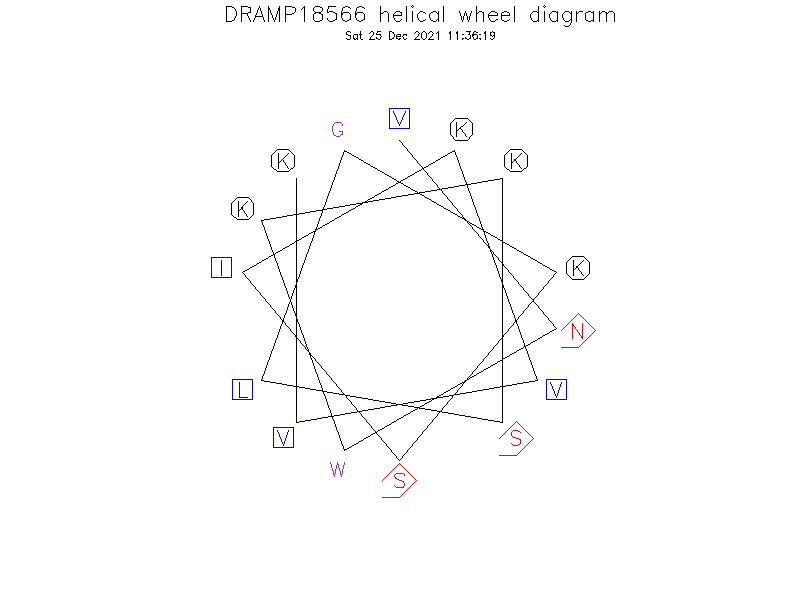 DRAMP18566 helical wheel diagram
Sat 25 Dec 2021 11:36:19
V
G K
K K
K
I K
N
L V
V S
W
S